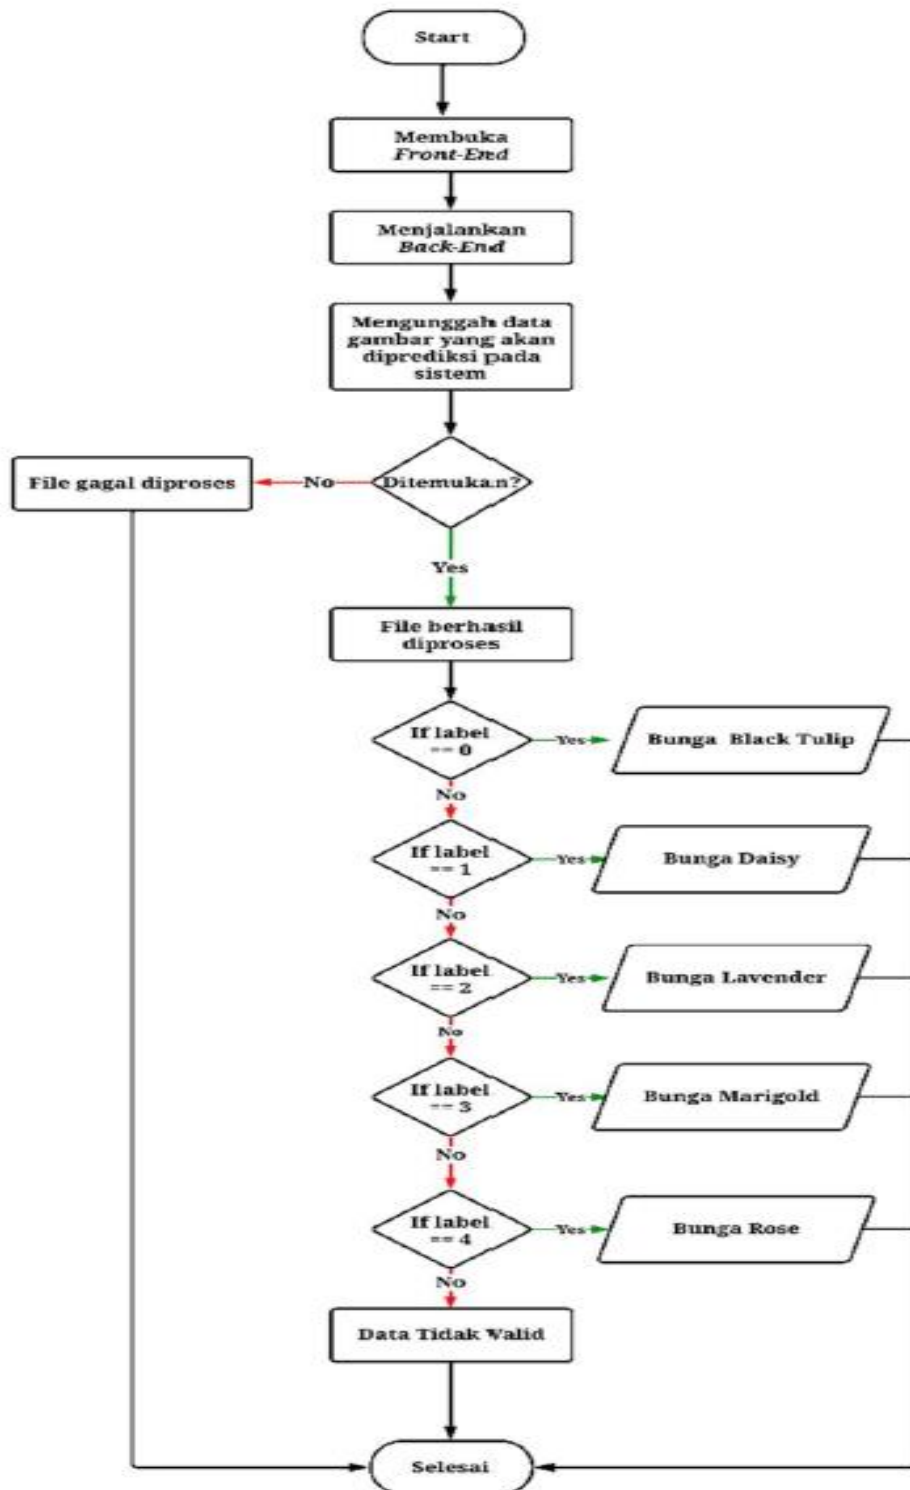 Start
Membuka
Front-End
Menjalankan
Back-End
Mengunggah data
gambar yang akan
diprediksi pada
sistem
Ditemukan?
No
File gagal diproses
Yes
File berhasil
diproses
If label
== 0
Yes
Bunga Black Tulip
No
If label
== 1
Yes
Bunga Daisy
No
If label
== 2
Yes
Bunga Lavender
No
If label
== 3
Yes
Bunga Marigold
No
If label
== 4
Yes
Bunga Rose
No
Data Tidak Valid
Selesai